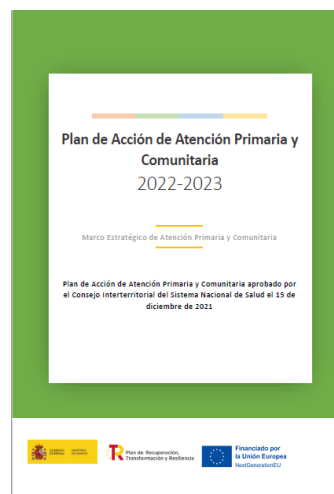 Plan de Acción de Atención Primaria y
Comunitaria
2022-2023
Marco Estratégico de Atención Primaria y Comunitaria
Plan de Acción de Atención Primaria y Comunitaria aprobado por
el Consejo Interterritorial del Sistema Nacional de Salud el 15 de
diciembre de 2021
Plan de Recuperación,
Transformación y Resiliencia
Financiado por
la Unión Europea
NextGenerationEU